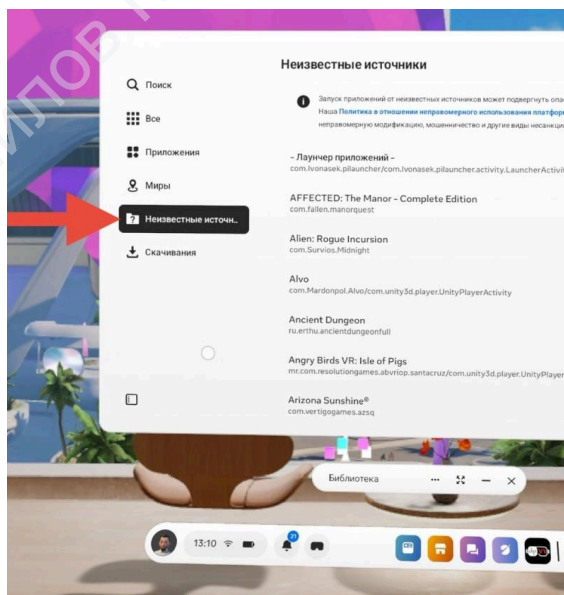 Неизвестные источники
Поиск
Все
Приложения
Миры
Неизвестные источн..
Скачивания
Запуск приложений от неизвестных источников может подвергнуть
Наша Политика в отношении неправомерного использования
неправомерную модификацию, мошенничество и другие виды
- Лаунчер приложений -
com.lvonasek.pilauncher/com.lvonasek.pilauncher.activity.LauncherActivit
AFFECTED: The Manor - Complete Edition
com.fallen.manorquest
Alien: Rogue Incursion
com.Survios.Midnight
Alvo
com.Mardonpol.Alvo/com.unity3d.player.UnityPlayerActivity
Ancient Dungeon
ru.erthu.ancientdungeonfull
Angry Birds VR: Isle of Pigs
mr.com.resolutiongames.abvriop.santacruz/com.unity3d.player.UnityPlayer
Arizona Sunshine®
com.vertigogames.azsq
Библиотека
13:10
21